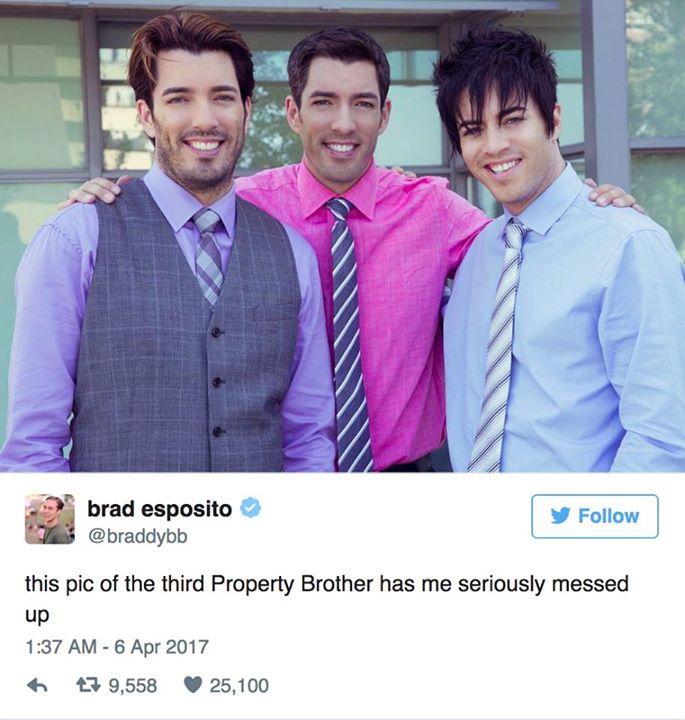 brad esposito
@braddybb
Follow
this pic of the third Property Brother has me seriously messed
up
1:37 AM - 6 Apr 2017
9,558 25,100